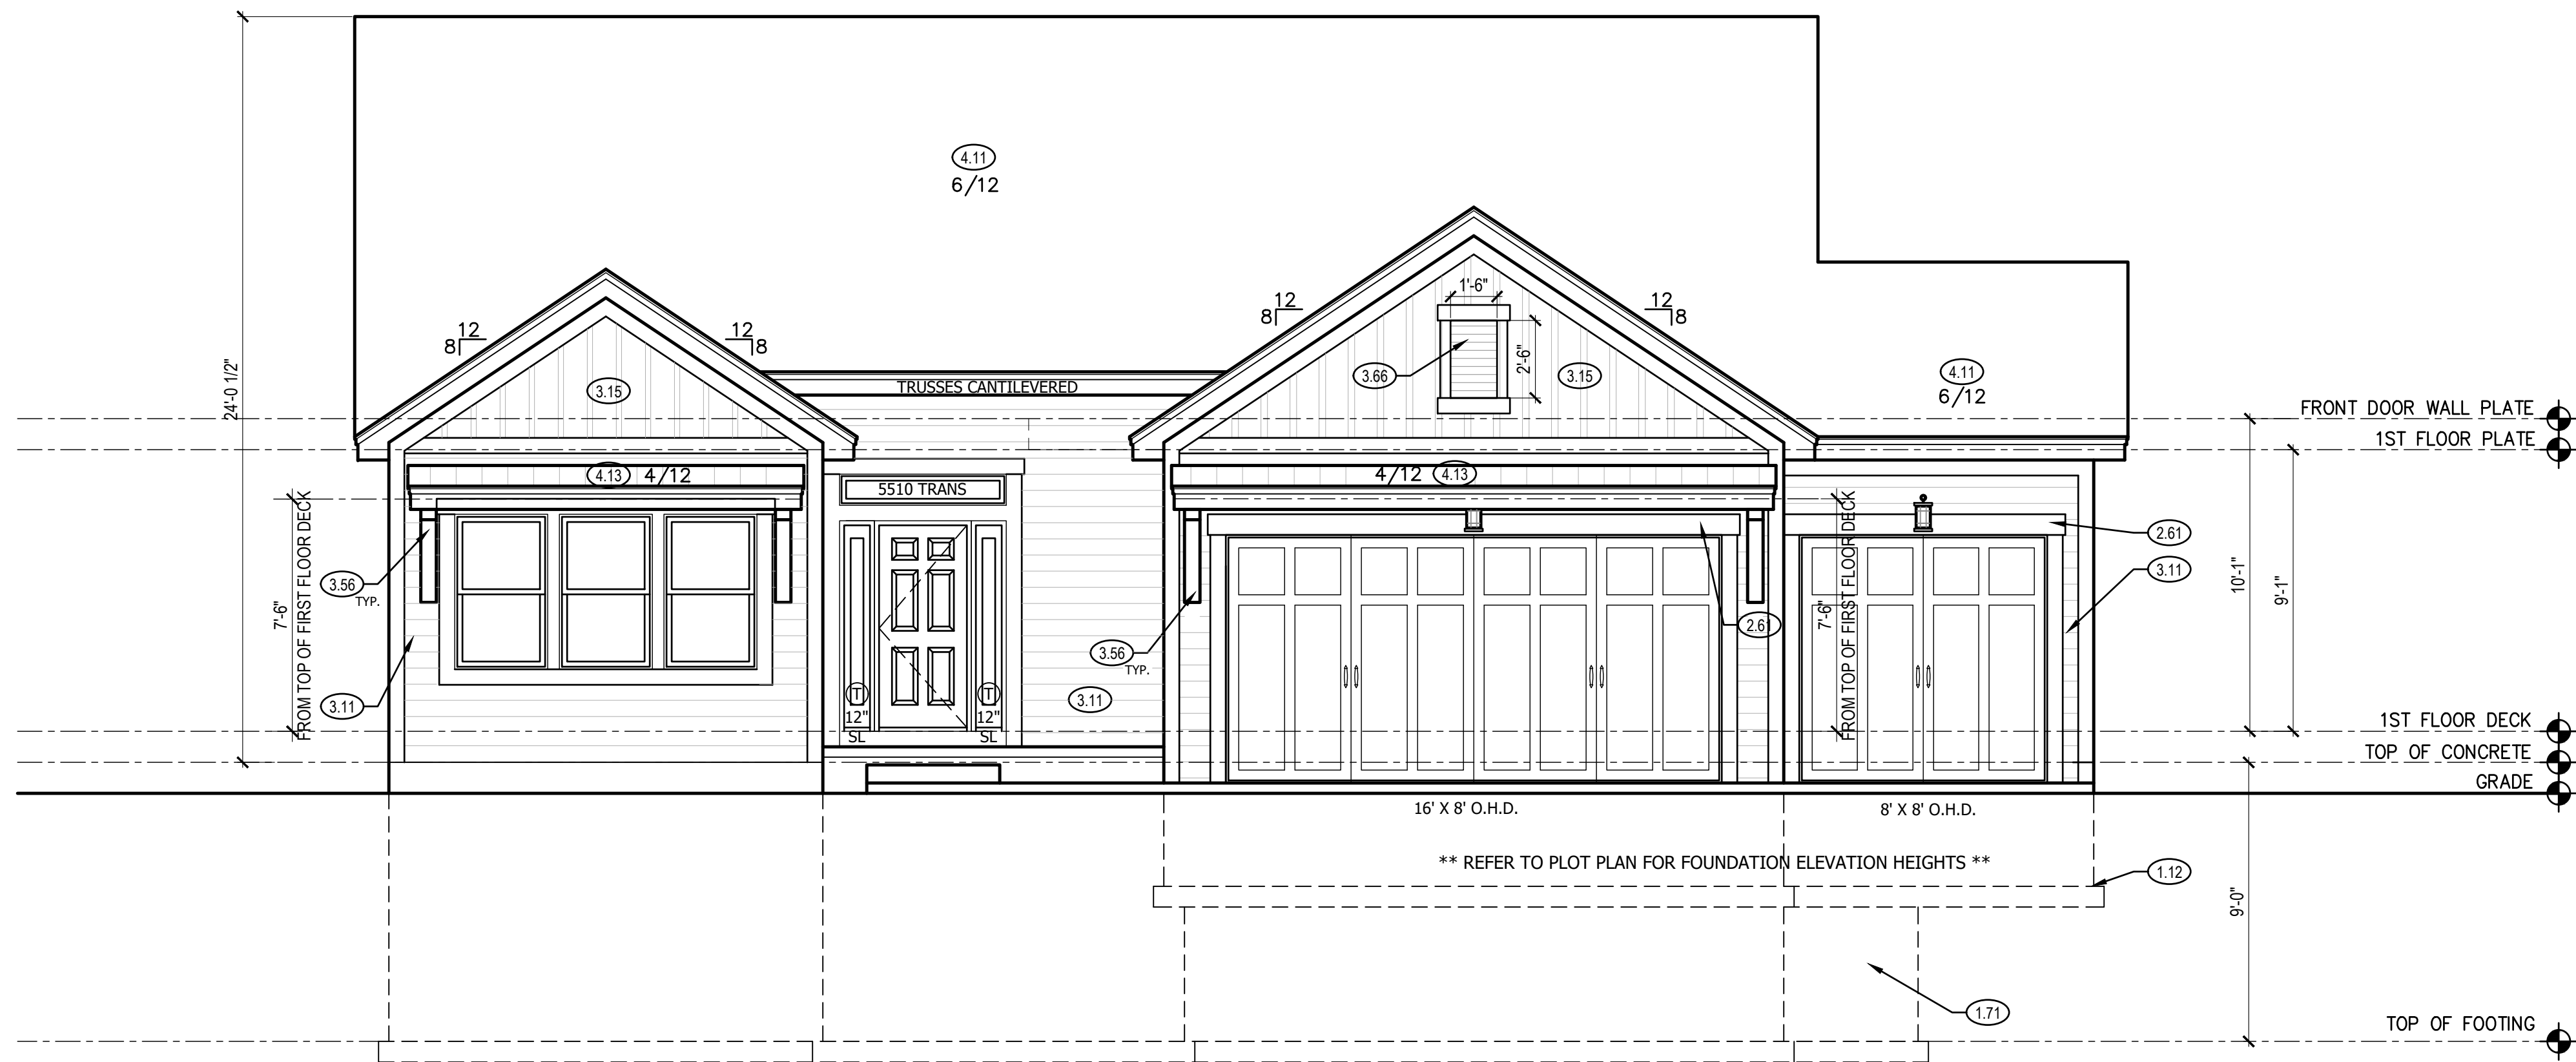 4.11
6/12
12
8
12
8
12
8
12
8
1'-6"
2'-6"
3.66
3.15
3.15
4.11
6/12
24'-0 1/2"
TRUSSES CANTILEVERED
FRONT DOOR WALL PLATE
1ST FLOOR PLATE
4.13 4/12
4/12 4.13
5510 TRANS
7'-6"
FROM TOP OF FIRST FLOOR DECK
3.56
TYP.
3.11
T
12"
SL
T
12"
SL
3.11
3.56
TYP.
2.61
7'-6"
FROM TOP OF FIRST FLOOR DECK
2.61
3.11
10'-1"
9'-1"
1ST FLOOR DECK
TOP OF CONCRETE
GRADE
16' X 8' O.H.D.
8' X 8' O.H.D.
** REFER TO PLOT PLAN FOR FOUNDATION ELEVATION HEIGHTS **
1.12
9'-0"
1.71
TOP OF FOOTING